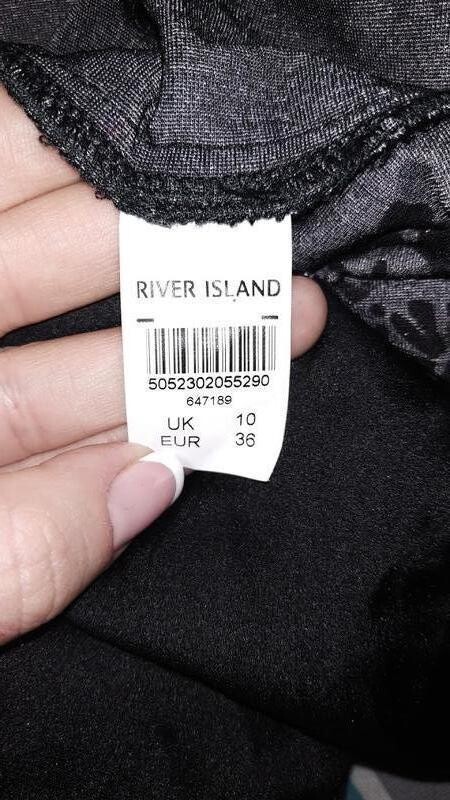 RIVER ISLAND
5052302055290
647189
UK 10
EUR 36